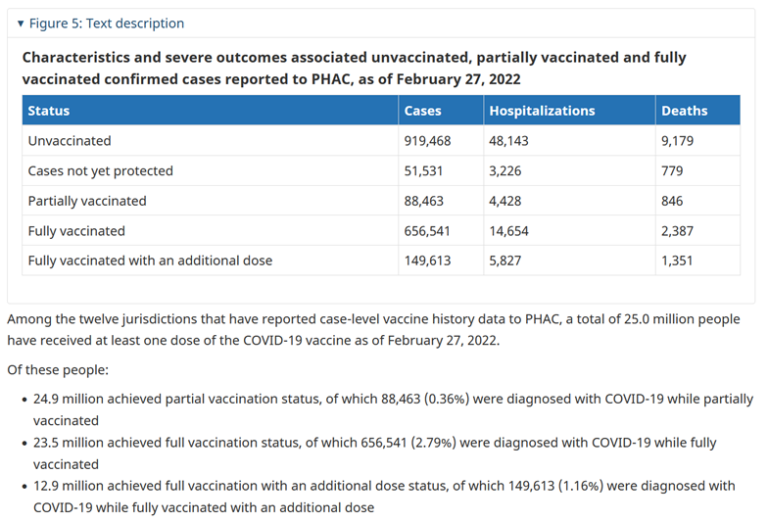 ▼ Figure 5: Text description
Characteristics and severe outcomes associated unvaccinated, partially vaccinated and fully
vaccinated confirmed cases reported to PHAC, as of February 27, 2022
Status Cases Hospitalizations Deaths
Unvaccinated 919,468 48,143 9,179
Cases not yet protected 51,531 3,226 779
Partially vaccinated 88,463 4,428 846
Fully vaccinated 656,541 14,654 2,387
Fully vaccinated with an additional dose 149,613 5,827 1,351
Among the twelve jurisdictions that have reported case-level vaccine history data to PHAC, a total of 25.0 million people
have received at least one dose of the COVID-19 vaccine as of February 27, 2022.
Of these people:
• 24.9 million achieved partial vaccination status, of which 88,463 (0.36%) were diagnosed with COVID-19 while partially
vaccinated
• 23.5 million achieved full vaccination status, of which 656,541 (2.79%) were diagnosed with COVID-19 while fully
vaccinated
• 12.9 million achieved full vaccination with an additional dose status, of which 149,613 (1.16%) were diagnosed with
COVID-19 while fully vaccinated with an additional dose